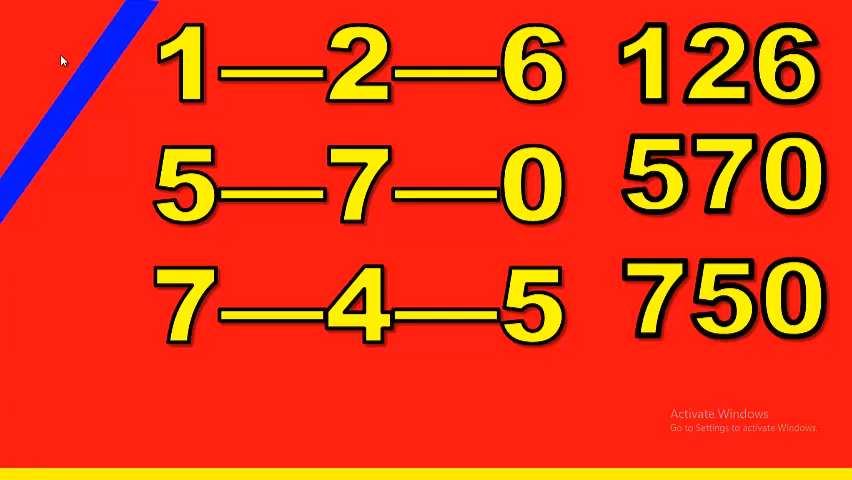 1—2—6 126
5—7—0 570
7—4—5 750
Activate Windows
Go to Settings to activate Windows.